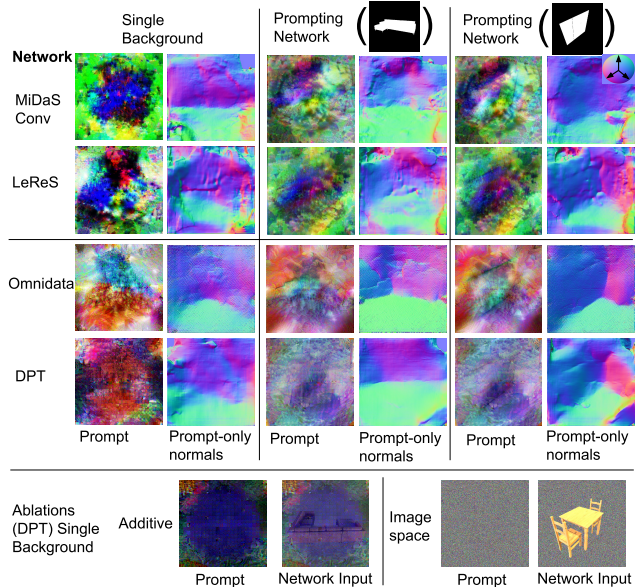 Single
Background
Prompting
Network
( )
Prompting
Network
( )
Network
MiDaS
Conv
LeReS
Omnidata
DPT
Prompt
Prompt-only
normals
Prompt
Prompt-only
normals
Prompt
Prompt-only
normals
Ablations
(DPT) Single
Background
Additive
Prompt
Network Input
Image
space
Prompt
Network Input